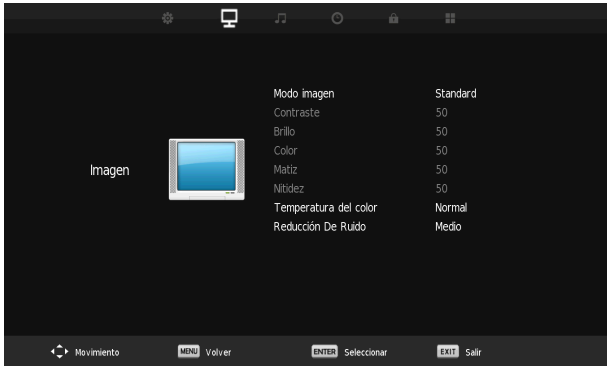 Modo imagen Standard
Contraste 50
Brillo 50
Color 50
Imagen
Matiz 50
Nitidez 50
Temperatura del color Normal
Reducción De Ruido Medio
Movimiento MENU Volver ENTER Seleccionar EXIT Salir